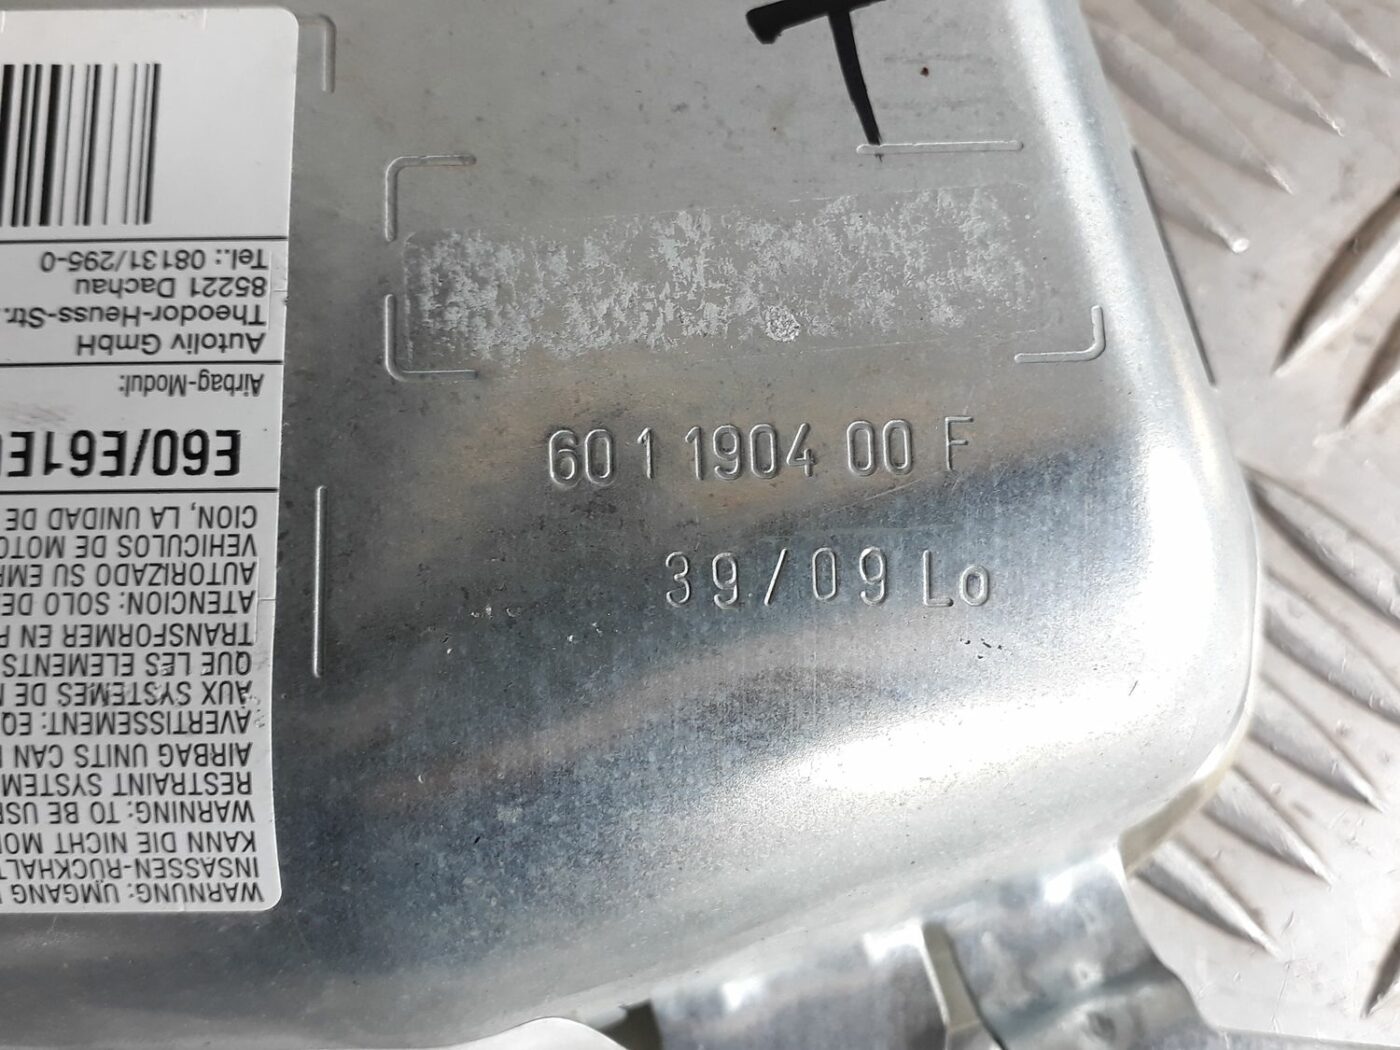 T
601 1904 00 F
39/09 Lo
WARNUNG: UMGANG
INSASSEN-RÜCKHALT
KANN DIE NICHT MO
WARNING: TO BE USE
RESTRAINT SYSTEM
AIRBAG UNITS CAN
AVERTISSEMENT: EQ
AUX SYSTEMES DE
QUE LES ELEMENTS
TRANSFORMER EN P
ATENCION: SOLO DE
AUTORIZADO SU EMP
VEHICULOS DE MOTO
CION, LA UNIDAD DE
E60/E61E
Airbag-Modul:
Autoliv GmbH
Theodor-Heuss-Str.
85221 Dachau
Tel.: 08131/295-0